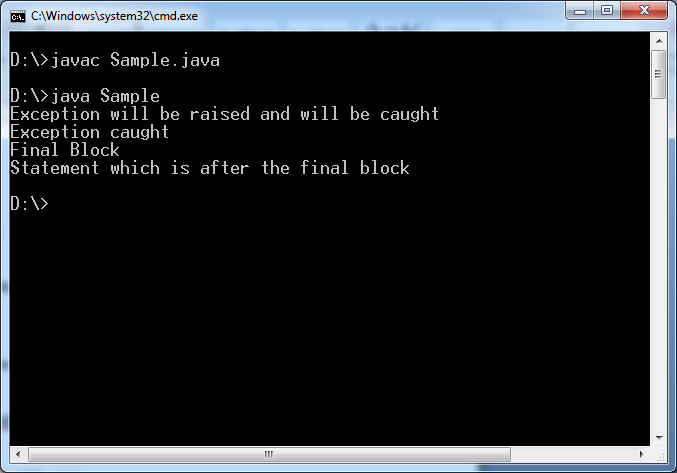 C:\Windows\system32\cmd.exe
D:\>javac Sample.java
D:\>java Sample
Exception will be raised and will be caught
Exception caught
Final Block
Statement which is after the final block
D:\>